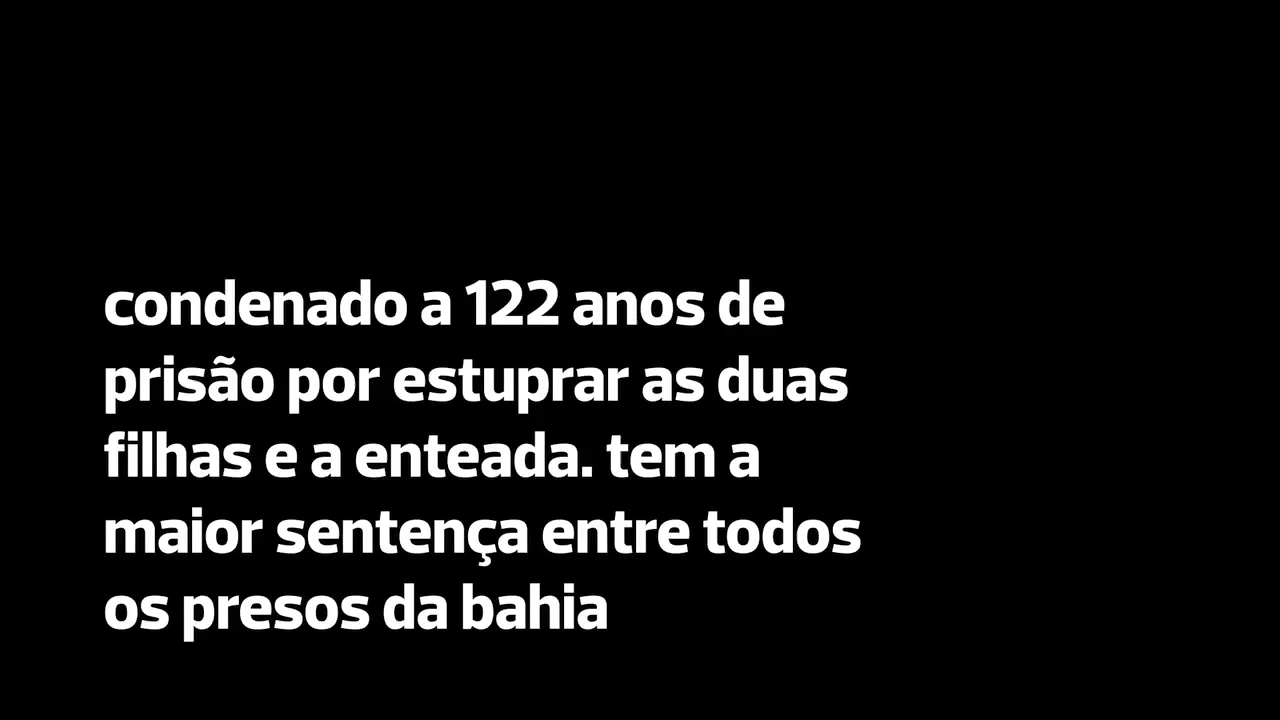 condenado a 122 anos de
prisão por estuprar as duas
filhas e a enteada. tem a
maior sentença entre todos
os presos da bahia